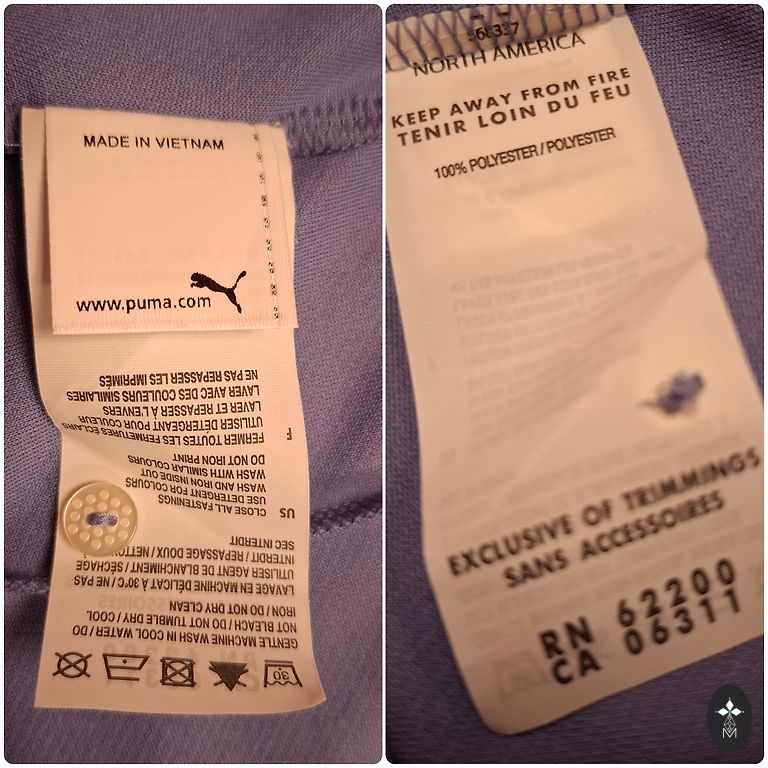 MADE IN VIETNAM
www.puma.com
30
GENTLE MACHINE WASH IN COOL WATER / DO
NOT BLEACH / DO NOT TUMBLE DRY / COOL
IRON / DO NOT DRY CLEAN
LAVAGE EN MACHINE DÉLICAT À 30°C / NE PAS
UTILISER AGENT DE BLANCHIMENT / SÉCHAGE
INTERDIT / REPASSAGE DOUX / NETTOY
SEC INTERDIT
US
CLOSE ALL FASTENINGS
USE DETERGENT FOR COLOURS
WASH AND IRON INSIDE OUT
WASH WITH SIMILAR COLOURS
DO NOT IRON PRINT
F
FERMER TOUTES LES FERMETURES ÉCLAIRS
UTILISER DÉTERGENT POUR COULEUR
LAVER ET REPASSER À L'ENVERS
LAVER AVEC DES COULEURS SIMILAIRES
NE PAS REPASSER LES IMPRIMÉS
NORTH AMERICA
KEEP AWAY FROM FIRE
TENIR LOIN DU FEU
100% POLYESTER / POLYESTER
EXCLUSIVE OF TRIMMINGS
SANS ACCESSOIRES
RN 62200
CA 06311
M